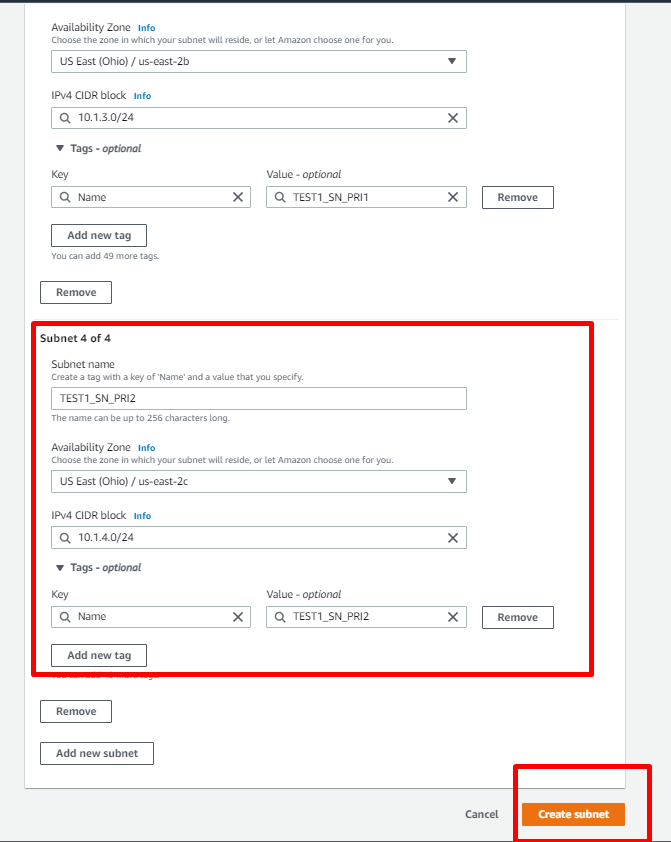 Availability Zone Info
Choose the zone in which your subnet will reside, or let Amazon choose one for you.
US East (Ohio) / us-east-2b
IPv4 CIDR block Info
10.1.3.0/24
Tags - optional
Key Value - optional
Name TEST1_SN_PRI1 Remove
Add new tag
You can add 49 more tags.
Remove
Subnet 4 of 4
Subnet name
Create a tag with a key of 'Name' and a value that you specify.
TEST1_SN_PRI2
The name can be up to 256 characters long.
Availability Zone Info
Choose the zone in which your subnet will reside, or let Amazon choose one for you.
US East (Ohio) / us-east-2c
IPv4 CIDR block Info
10.1.4.0/24
Tags - optional
Key Value - optional
Name TEST1_SN_PRI2 Remove
Add new tag
Remove
Add new subnet
Cancel Create subnet